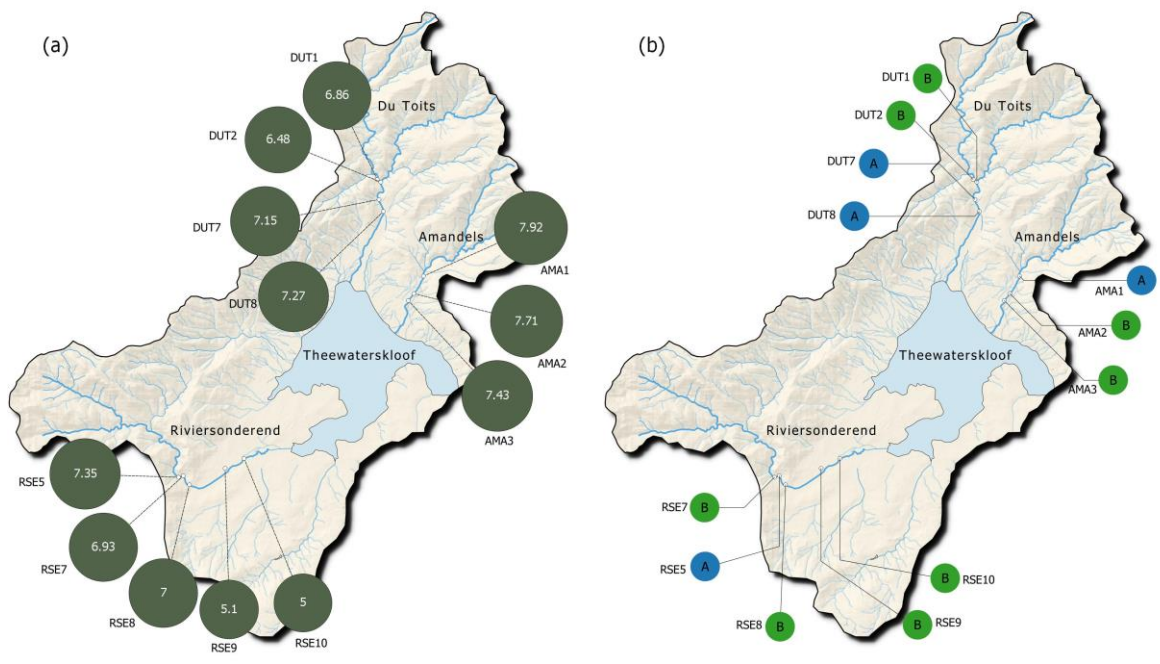 (a)
DUT1
6.86
Du Toits
DUT2
6.48
DUT7
7.15
Amandels
7.92
AMA1
DUT8
7.27
7.71
AMA2
Theewaterskloof
7.43
AMA3
Riviersonderend
7.35
RSE5
6.93
RSE7
7
RSE8
5.1
RSE9
5
RSE10
(b)
DUT1
B
Du Toits
DUT2
B
DUT7
A
DUT8
A
Amandels
AMA1
A
AMA2
B
Theewaterskloof
AMA3
B
Riviersonderend
RSE7
B
RSE5
A
B
RSE10
RSE8
B
B
RSE9